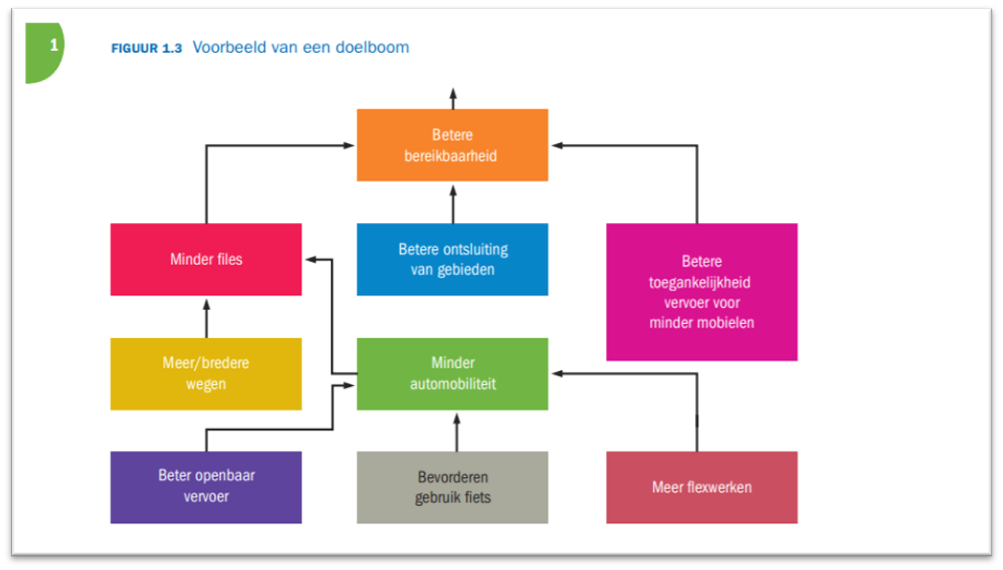 1
FIGUUR 1.3 Voorbeeld van een doelboom
Betere
bereikbaarheid
Minder files
Betere ontsluiting
van gebieden
Betere
toegankelijkheid
vervoer voor
minder mobielen
Meer/bredere
wegen
Minder
automobiliteit
Beter openbaar
vervoer
Bevorderen
gebruik fiets
Meer flexwerken